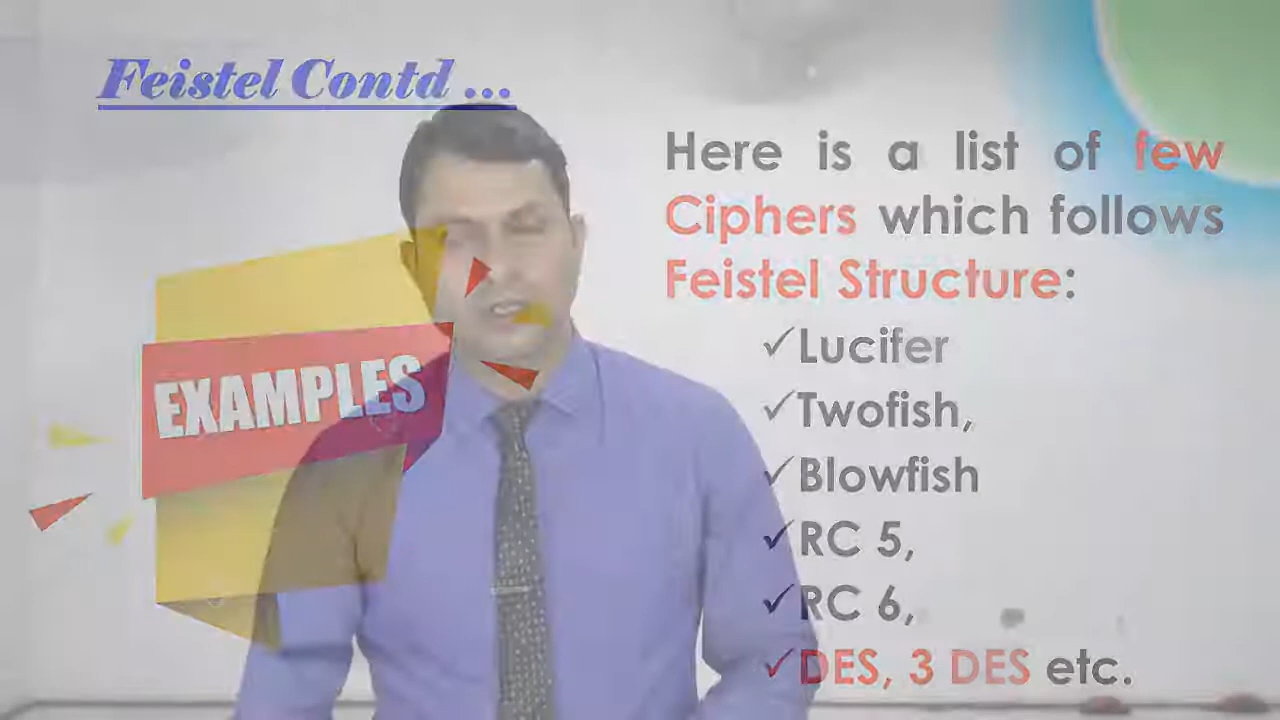 Feistel Contd ...
Here is a list of few
Ciphers which follows
Feistel Structure:
✓Lucifer
✓Twofish,
✓Blowfish
✓RC 5,
✓RC 6,
✓DES, 3 DES etc.
EXAMPLES